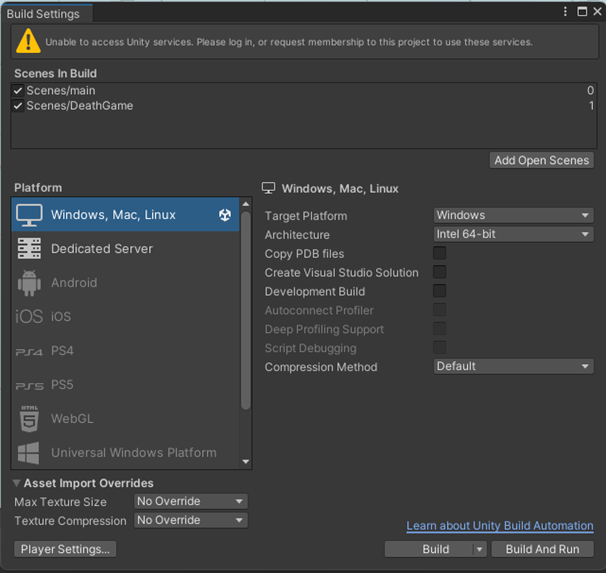 Build Settings
Unable to access Unity services. Please log in, or request membership to this project to use these services.
Scenes In Build
Scenes/main 0
Scenes/DeathGame 1
Add Open Scenes
Platform
Windows, Mac, Linux
Dedicated Server
Android
iOS iOS
PS4 PS4
PS5 PS5
HTML 5 WebGL
Universal Windows Platform
Windows, Mac, Linux
Target Platform Windows
Architecture Intel 64-bit
Copy PDB files
Create Visual Studio Solution
Development Build
Autoconnect Profiler
Deep Profiling Support
Script Debugging
Compression Method Default
Asset Import Overrides
Max Texture Size No Override
Texture Compression No Override
Learn about Unity Build Automation
Player Settings... Build Build And Run